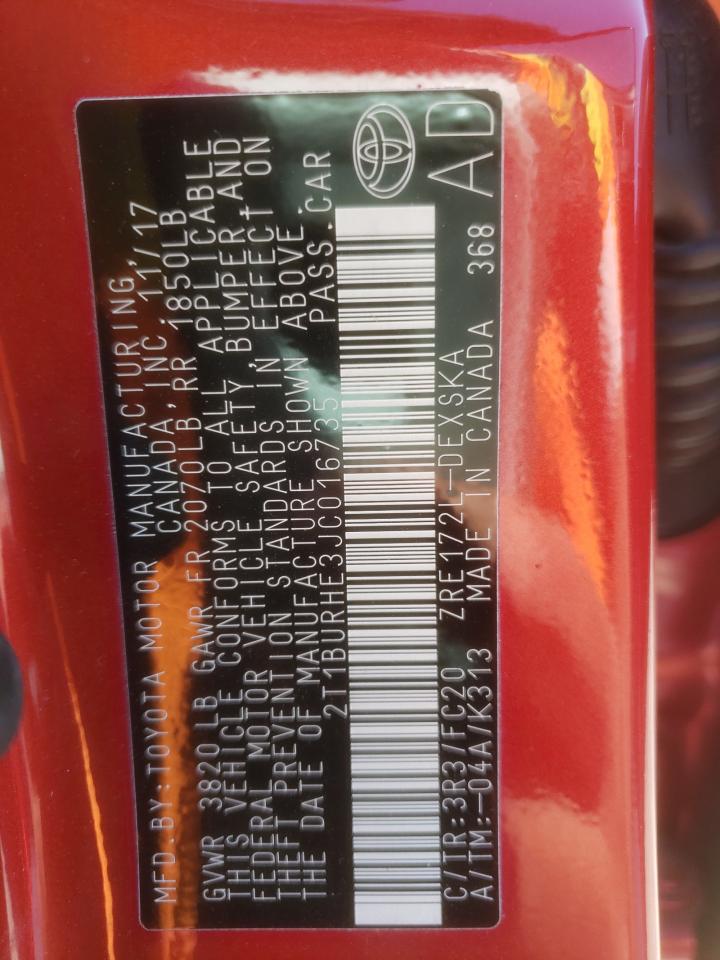 MFD.BY:TOYOTA MOTOR MANUFACTURING,
CANADA, INC. 11/17
GVWR 3820 LB GAWR FR 2070LB RR 1850LB
THIS VEHICLE CONFORMS TO ALL APPLICABLE
FEDERAL MOTOR VEHICLE SAFETY, BUMPER, AND
THEFT PREVENTION STANDARDS IN EFFECT ON
THE DATE OF MANUFACTURE SHOWN ABOVE.
2T1BURHE3JC016735 PASS.CAR
C/TR:3R3/FC20 ZRE172L-DEXSKA
A/TM:-04A/K313 MADE IN CANADA 368
AD